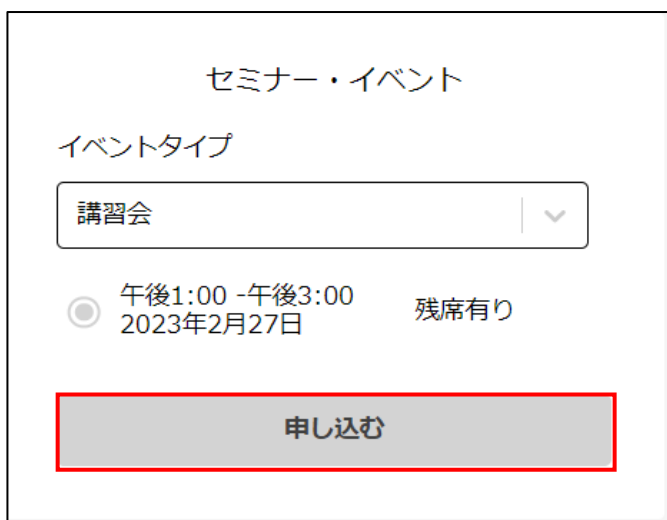 セミナー・イベント
イベントタイプ
講習会
午後1:00 -午後3:00
2023年2月27日
残席有り
申し込む